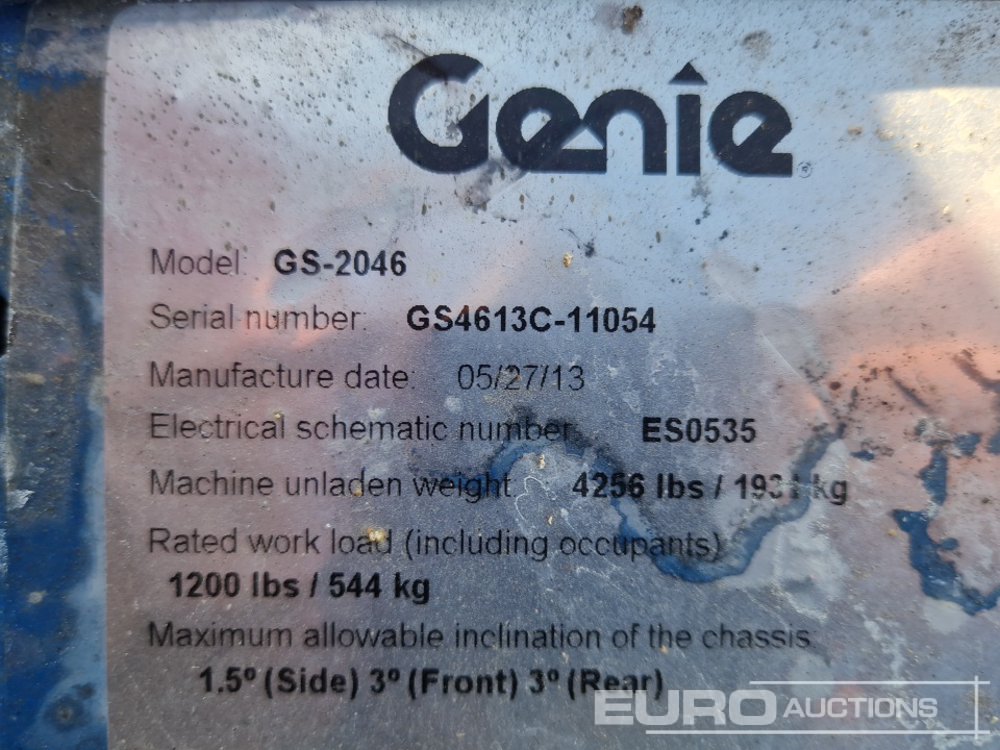 Genie
Model: GS-2046
Serial number: GS4613C-11054
Manufacture date: 05/27/13
Electrical schematic number: ES0535
Machine unladen weight: 4256 lbs / 1931 kg
Rated work load (including occupants)
1200 lbs / 544 kg
Maximum allowable inclination of the chassis:
1.5º (Side) 3º (Front) 3º (Rear)
EURO AUCTIONS